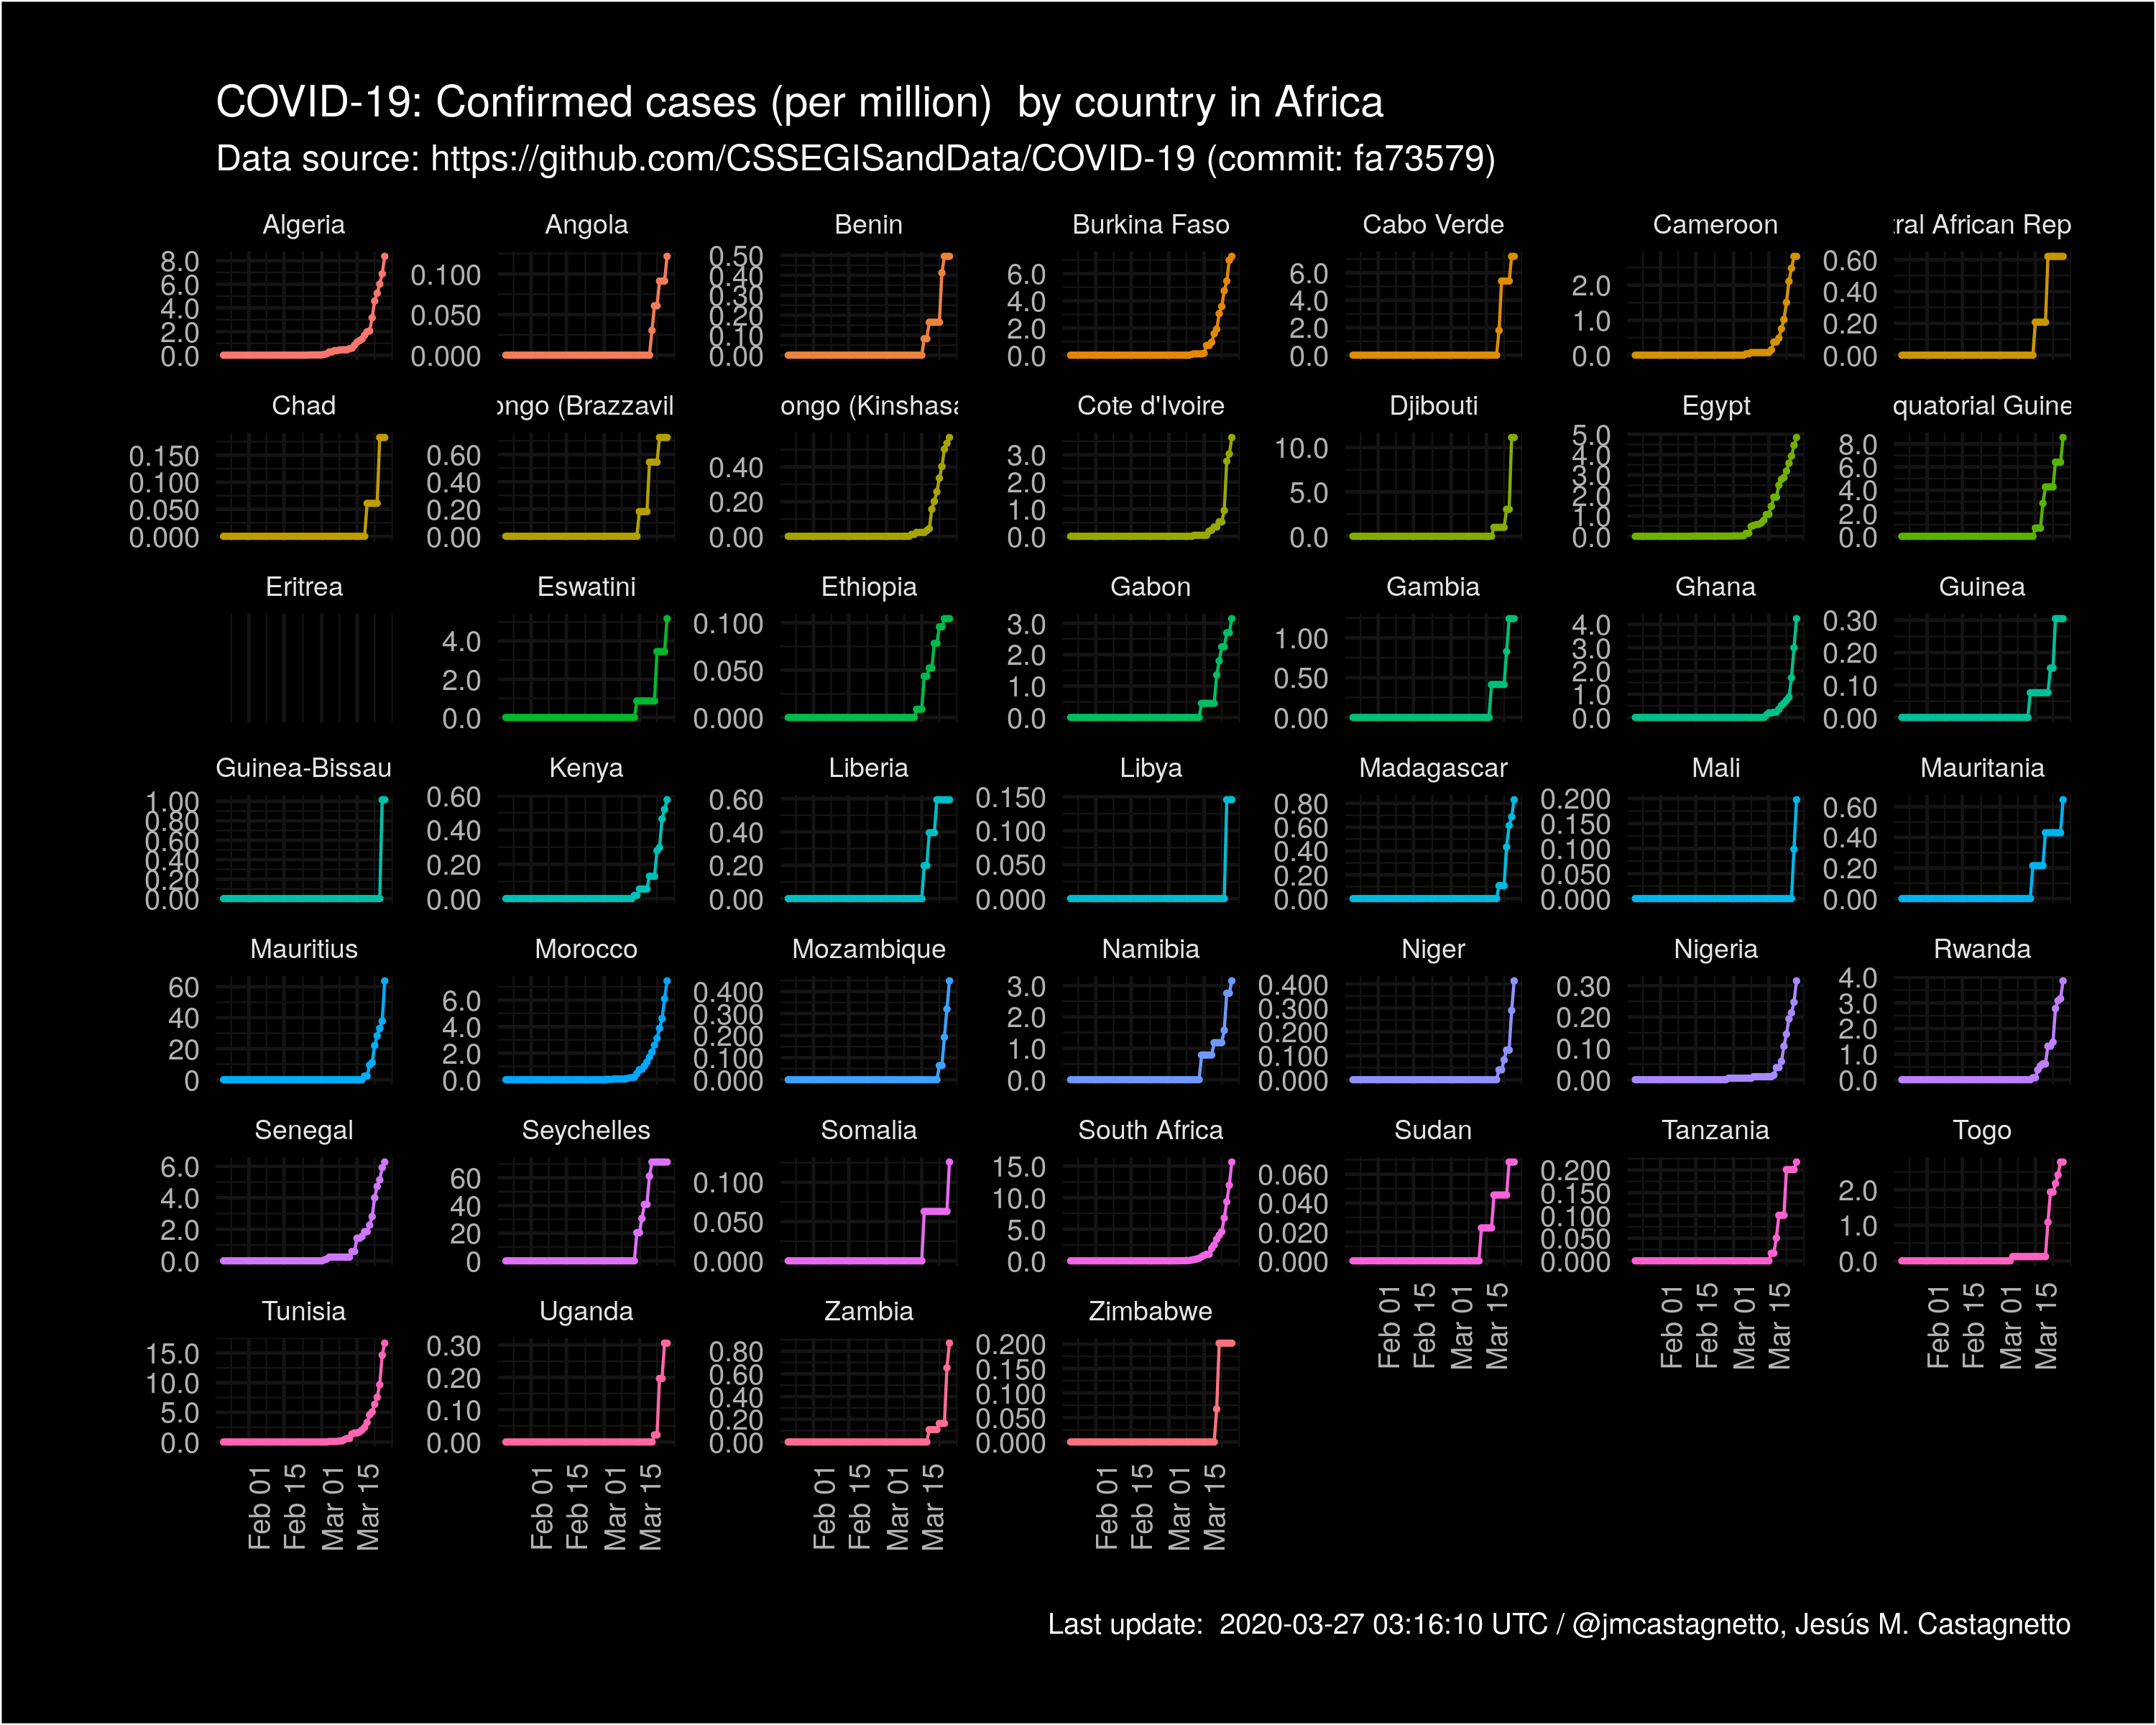 COVID-19: Confirmed cases (per million)  by country in Africa
Data source: https://github.com/CSSEGISandData/COVID-19 (commit: fa73579)
Algeria
8.0
6.0
4.0
2.0
0.0
Angola
0.100
0.050
0.000
Benin
0.50
0.40
0.30
0.20
0.10
0.00
Burkina Faso
6.0
4.0
2.0
0.0
Cabo Verde
6.0
4.0
2.0
0.0
Cameroon
2.0
1.0
0.0
ral African Rep
0.60
0.40
0.20
0.00
Chad
0.150
0.100
0.050
0.000
ongo (Brazzavil
0.60
0.40
0.20
0.00
ongo (Kinshasa
0.40
0.20
0.00
Cote d'Ivoire
3.0
2.0
1.0
0.0
Djibouti
10.0
5.0
0.0
Egypt
5.0
4.0
3.0
2.0
1.0
0.0
quatorial Guine
8.0
6.0
4.0
2.0
0.0
Eritrea
Eswatini
4.0
2.0
0.0
Ethiopia
0.100
0.050
0.000
Gabon
3.0
2.0
1.0
0.0
Gambia
1.00
0.50
0.00
Ghana
4.0
3.0
2.0
1.0
0.0
Guinea
0.30
0.20
0.10
0.00
Guinea-Bissau
1.00
0.80
0.60
0.40
0.20
0.00
Kenya
0.60
0.40
0.20
0.00
Liberia
0.60
0.40
0.20
0.00
Libya
0.150
0.100
0.050
0.000
Madagascar
0.80
0.60
0.40
0.20
0.00
Mali
0.200
0.150
0.100
0.050
0.000
Mauritania
0.60
0.40
0.20
0.00
Mauritius
60
40
20
0
Morocco
6.0
4.0
2.0
0.0
Mozambique
0.400
0.300
0.200
0.100
0.000
Namibia
3.0
2.0
1.0
0.0
Niger
0.400
0.300
0.200
0.100
0.000
Nigeria
0.30
0.20
0.10
0.00
Rwanda
4.0
3.0
2.0
1.0
0.0
Senegal
6.0
4.0
2.0
0.0
Seychelles
60
40
20
0
Somalia
0.100
0.050
0.000
South Africa
15.0
10.0
5.0
0.0
Sudan
0.060
0.040
0.020
0.000
Feb 01
Feb 15
Mar 01
Mar 15
Tanzania
0.200
0.150
0.100
0.050
0.000
Feb 01
Feb 15
Mar 01
Mar 15
Togo
2.0
1.0
0.0
Feb 01
Feb 15
Mar 01
Mar 15
Tunisia
15.0
10.0
5.0
0.0
Feb 01
Feb 15
Mar 01
Mar 15
Uganda
0.30
0.20
0.10
0.00
Feb 01
Feb 15
Mar 01
Mar 15
Zambia
0.80
0.60
0.40
0.20
0.00
Feb 01
Feb 15
Mar 01
Mar 15
Zimbabwe
0.200
0.150
0.100
0.050
0.000
Feb 01
Feb 15
Mar 01
Mar 15
Last update:  2020-03-27 03:16:10 UTC / @jmcastagnetto, Jesús M. Castagnetto